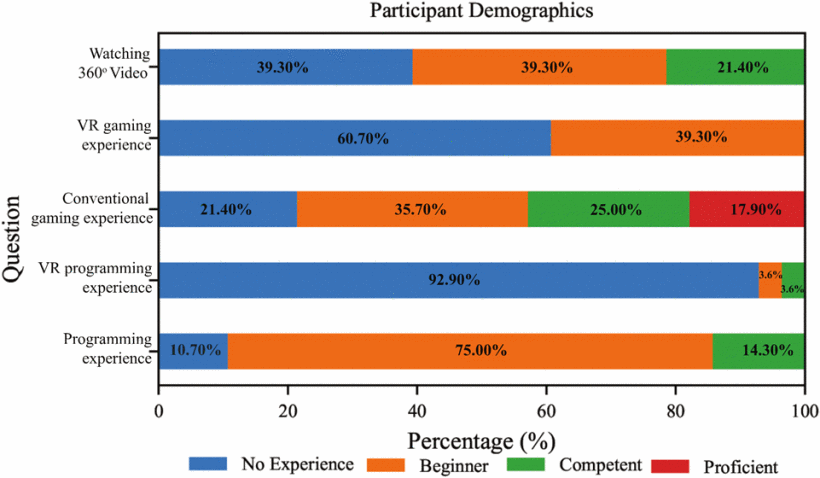 Participant Demographics
Watching
360º Video
39.30% 39.30% 21.40%
VR gaming
experience
60.70% 39.30%
Conventional
gaming experience
21.40% 35.70% 25.00% 17.90%
VR programming
experience
92.90% 3.6% 3.6%
Programming
experience
10.70% 75.00% 14.30%
Question
0 20 40 60 80 100
Percentage (%)
No Experience Beginner Competent Proficient